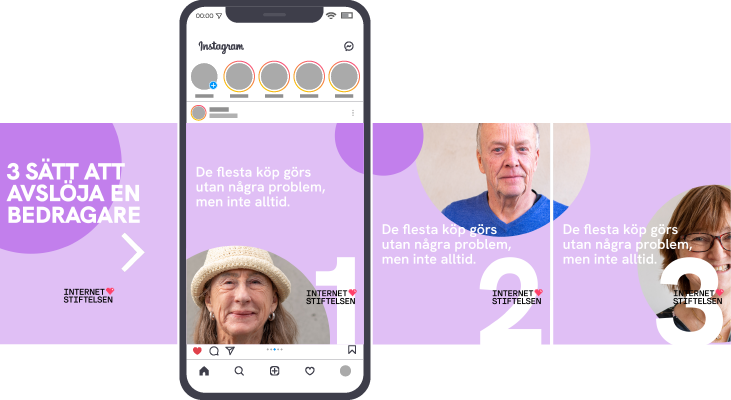 00:00
Instagram
3 SÄTT ATT
AVSLÖJA EN
BEDRAGARE
INTERNET
STIFTELSEN
De flesta köp görs
utan några problem,
men inte alltid.
1
INTERNET
STIFTELSEN
De flesta köp görs
utan några problem,
men inte alltid.
2
INTERNET
STIFTELSEN
De flesta köp görs
utan några problem,
men inte alltid.
3
INTERNET
STIFTELSEN